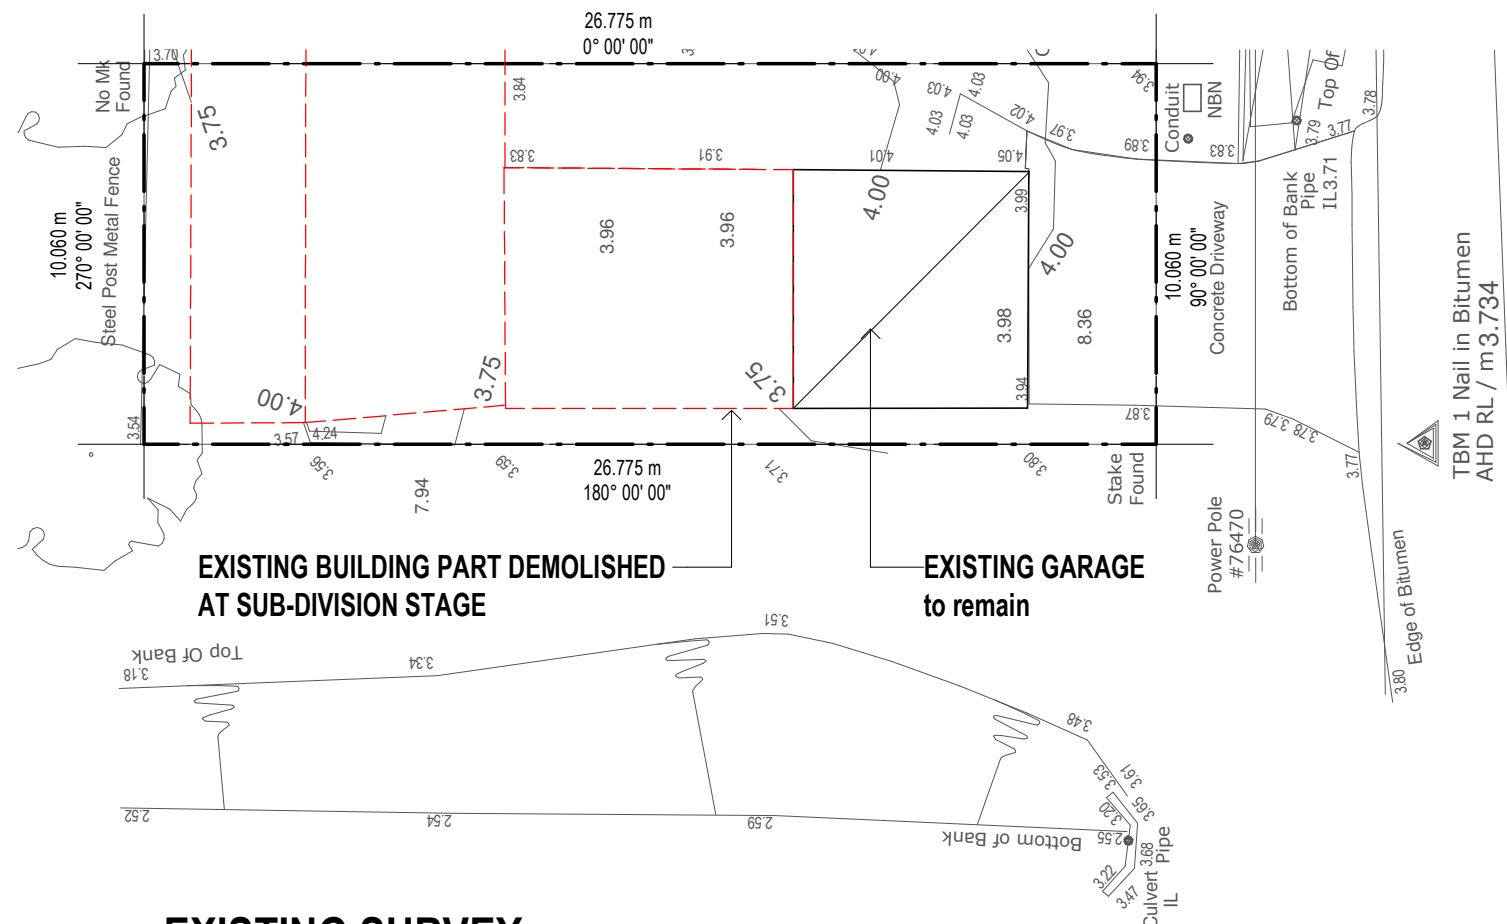 26.775 m
0° 00' 00"
3.70
No Mk
Found
3.75
3.84
4.00
4.03
4.03
4.03
4.03
4.02
3.97
3.94
3.89
Conduit
NBN
3.83
3.79
Top Of
3.77
3.78
3.83
3.91
4.01
4.05
3.99
4.00
4.00
Bottom of Bank
Pipe
IL3.71
10.060 m
270° 00' 00"
Steel Post Metal Fence
3.96
3.96
3.98
8.36
10.060 m
90° 00' 00"
Concrete Driveway
TBM 1 Nail in Bitumen
AHD RL / m3.734
3.75
3.75
4.00
3.94
3.87
3.79
3.78
3.77
3.54
3.57
4.24
3.56
3.59
7.94
26.775 m
180° 00' 00"
3.71
3.80
Stake
Found
Power Pole
#76470
Edge of Bitumen
3.80
EXISTING BUILDING PART DEMOLISHED
AT SUB-DIVISION STAGE
EXISTING GARAGE
to remain
Top Of Bank
3.18
3.34
3.51
3.48
3.53
3.61
3.65
3.20
2.52
2.54
2.59
Bottom of Bank
2.55
3.68
3.22
3.47
Culvert Pipe
IL
EXISTING SURVEY